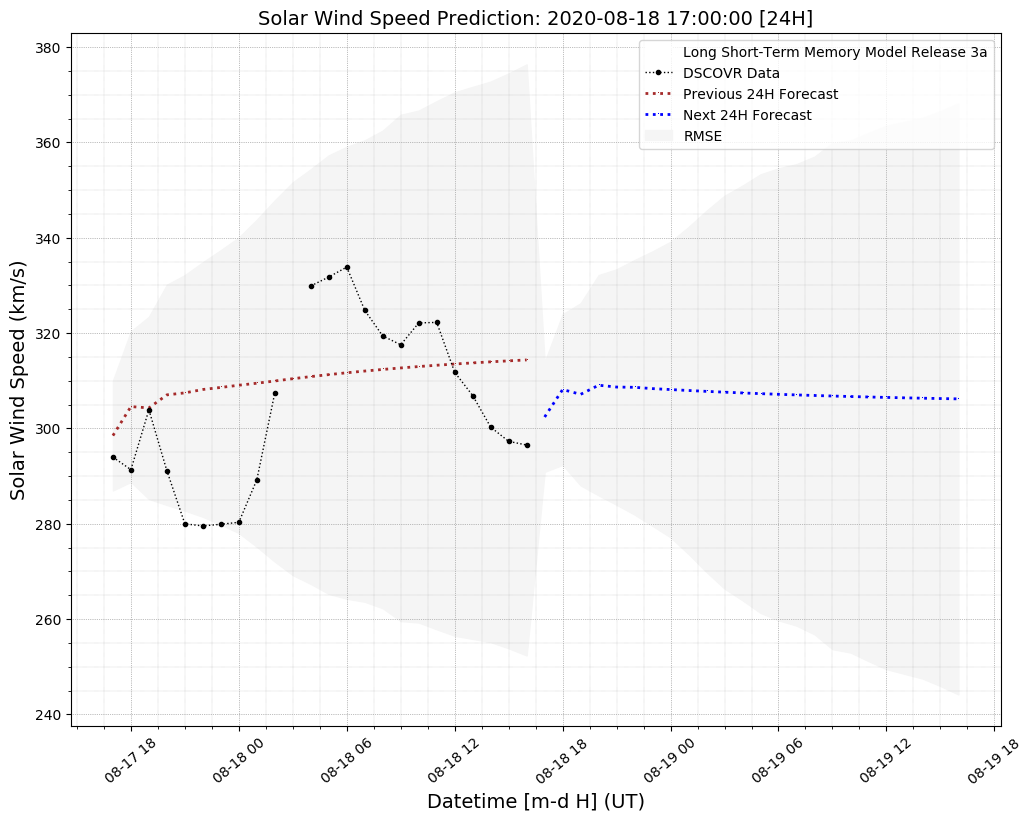 Solar Wind Speed Prediction: 2020-08-18 17:00:00 [24H]
Long Short-Term Memory Model Release 3a
DSCOVR Data
Previous 24H Forecast
Next 24H Forecast
RMSE
Solar Wind Speed (km/s)
380
360
340
320
300
280
260
240
08-17 18
08-18 00
08-18 06
08-18 12
08-18 18
08-19 00
08-19 06
08-19 12
08-19 18
Datetime [m-d H] (UT)